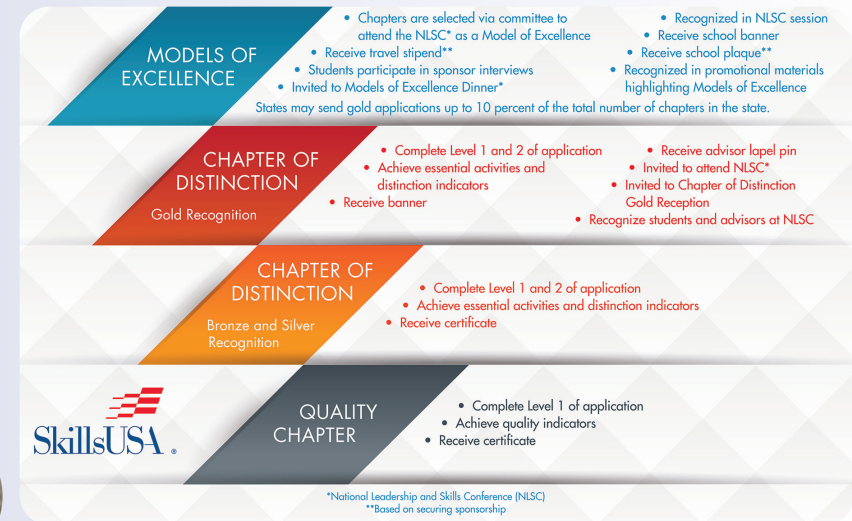 MODELS OF
EXCELLENCE
• Chapters are selected via committee to
attend the NLSC* as a Model of Excellence
• Receive travel stipend**
• Students participate in sponsor interviews
• Invited to Models of Excellence Dinner*
• Recognized in NLSC session
• Receive school banner
• Receive school plaque**
• Recognized in promotional materials
highlighting Models of Excellence
States may send gold applications up to 10 percent of the total number of chapters in the state.
CHAPTER OF
DISTINCTION
Gold Recognition
• Complete Level 1 and 2 of application
• Achieve essential activities and
distinction indicators
• Receive banner
• Receive advisor lapel pin
• Invited to attend NLSC*
• Invited to Chapter of Distinction
Gold Reception
• Recognize students and advisors at NLSC
CHAPTER OF
DISTINCTION
Bronze and Silver
Recognition
• Complete Level 1 and 2 of application
• Achieve essential activities and distinction indicators
• Receive certificate
SkillsUSA®
QUALITY
CHAPTER
• Complete Level 1 of application
• Achieve quality indicators
• Receive certificate
*National Leadership and Skills Conference (NLSC)
**Based on securing sponsorship